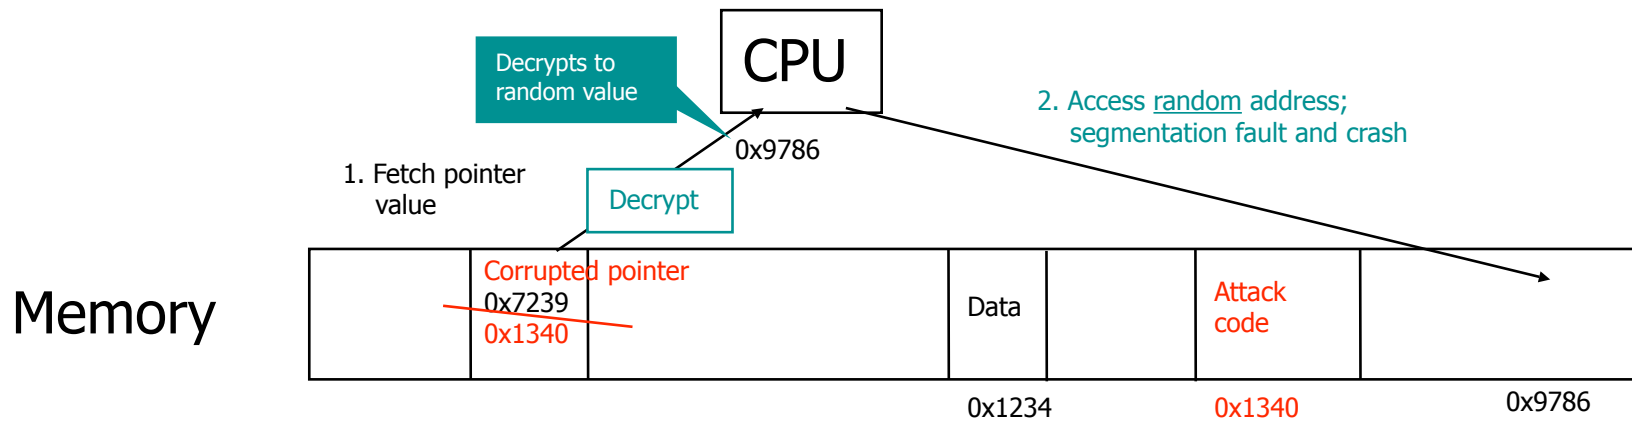 CPU
Decrypts to
random value
2. Access random address;
segmentation fault and crash
0x9786
1. Fetch pointer
value
Decrypt
Memory
Corrupted pointer
0x7239
0x1340
Data
Attack
code
0x1234
0x1340
0x9786